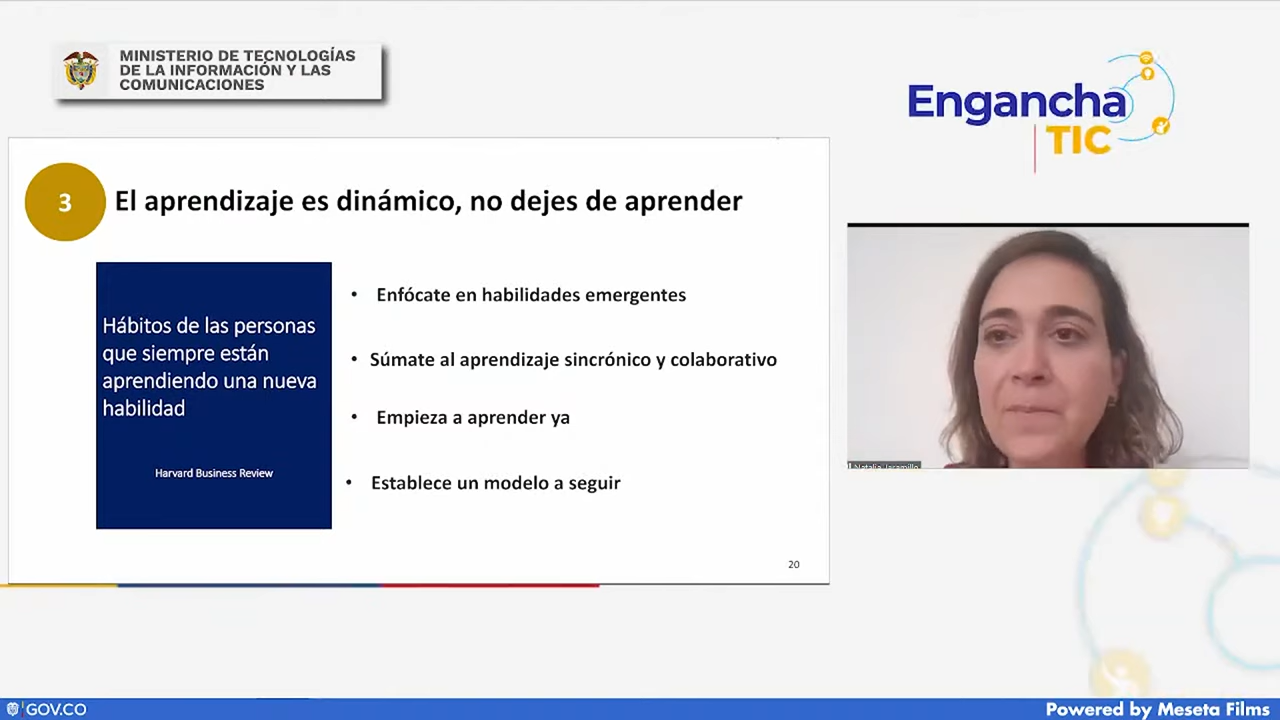 MINISTERIO DE TECNOLOGÍAS
DE LA INFORMACIÓN Y LAS
COMUNICACIONES
Engancha
TIC
3
El aprendizaje es dinámico, no dejes de aprender
Hábitos de las personas
que siempre están
aprendiendo una nueva
habilidad
Harvard Business Review
• Enfócate en habilidades emergentes
• Súmate al aprendizaje sincrónico y colaborativo
• Empieza a aprender ya
• Establece un modelo a seguir
20
Natalia Jaramillo
GOV.CO
Powered by Meseta Films